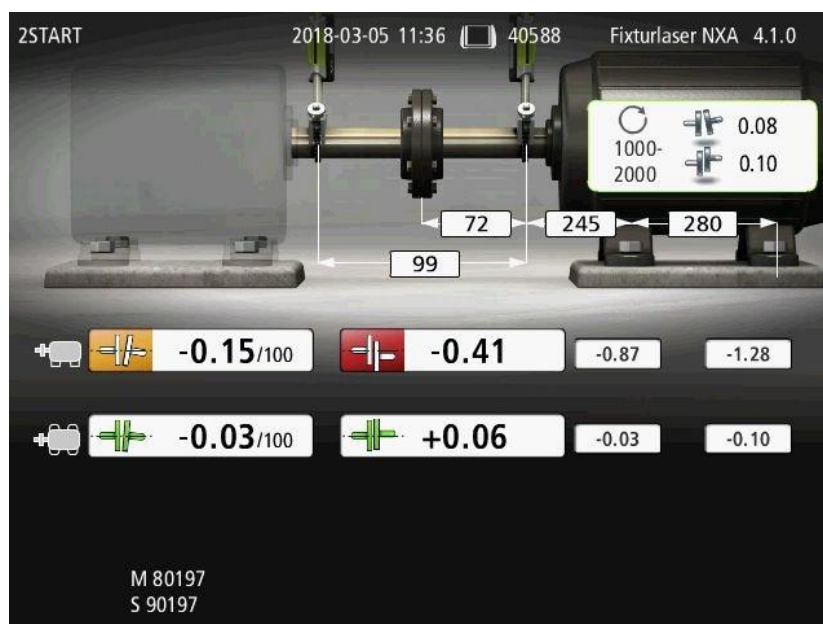 2START 2018-03-05 11:36 40588 Fixturlaser NXA 4.1.0
1000-
2000
0.08
0.10
72 245 280
99
-0.15/100 -0.41 -0.87 -1.28
-0.03/100 +0.06 -0.03 -0.10
M 80197
S 90197